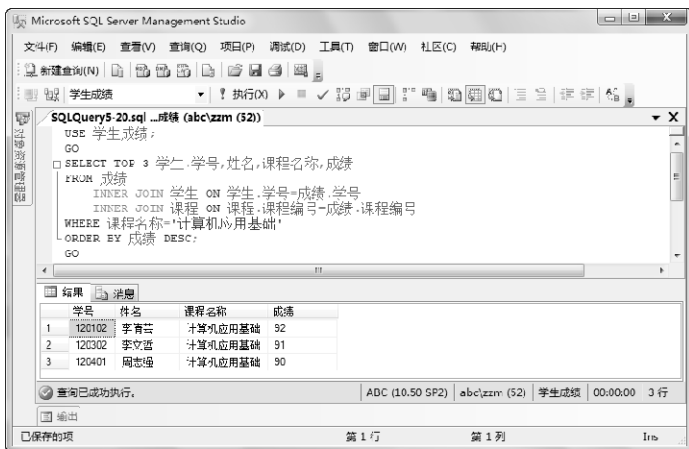 Microsoft SQL Server Management Studio
文件(F) 编辑(E) 查看(V) 查询(Q) 项目(P) 调试(D) 工具(T) 窗口(W) 社区(C) 帮助(H)
新建查询(N)
学生成绩 执行(X)
对象资源管理器
SQLQuery5-20.sql ...成绩 (abc\zzm (52))
USE 学生成绩;
GO
SELECT TOP 3 学生.学号,姓名,课程名称,成绩
FROM 成绩
INNER JOIN 学生 ON 学生.学号=成绩.学号
INNER JOIN 课程 ON 课程.课程编号=成绩.课程编号
WHERE 课程名称='计算机应用基础'
ORDER BY 成绩 DESC;
GO
结果 消息
学号 姓名 课程名称 成绩
1 120102 李青芸 计算机应用基础 92
2 120302 李文哲 计算机应用基础 91
3 120401 周志强 计算机应用基础 90
查询已成功执行。 ABC (10.50 SP2) abc\zzm (52) 学生成绩 00:00:00 3 行
输出
已保存的项 第 1 行 第 1 列 Ins